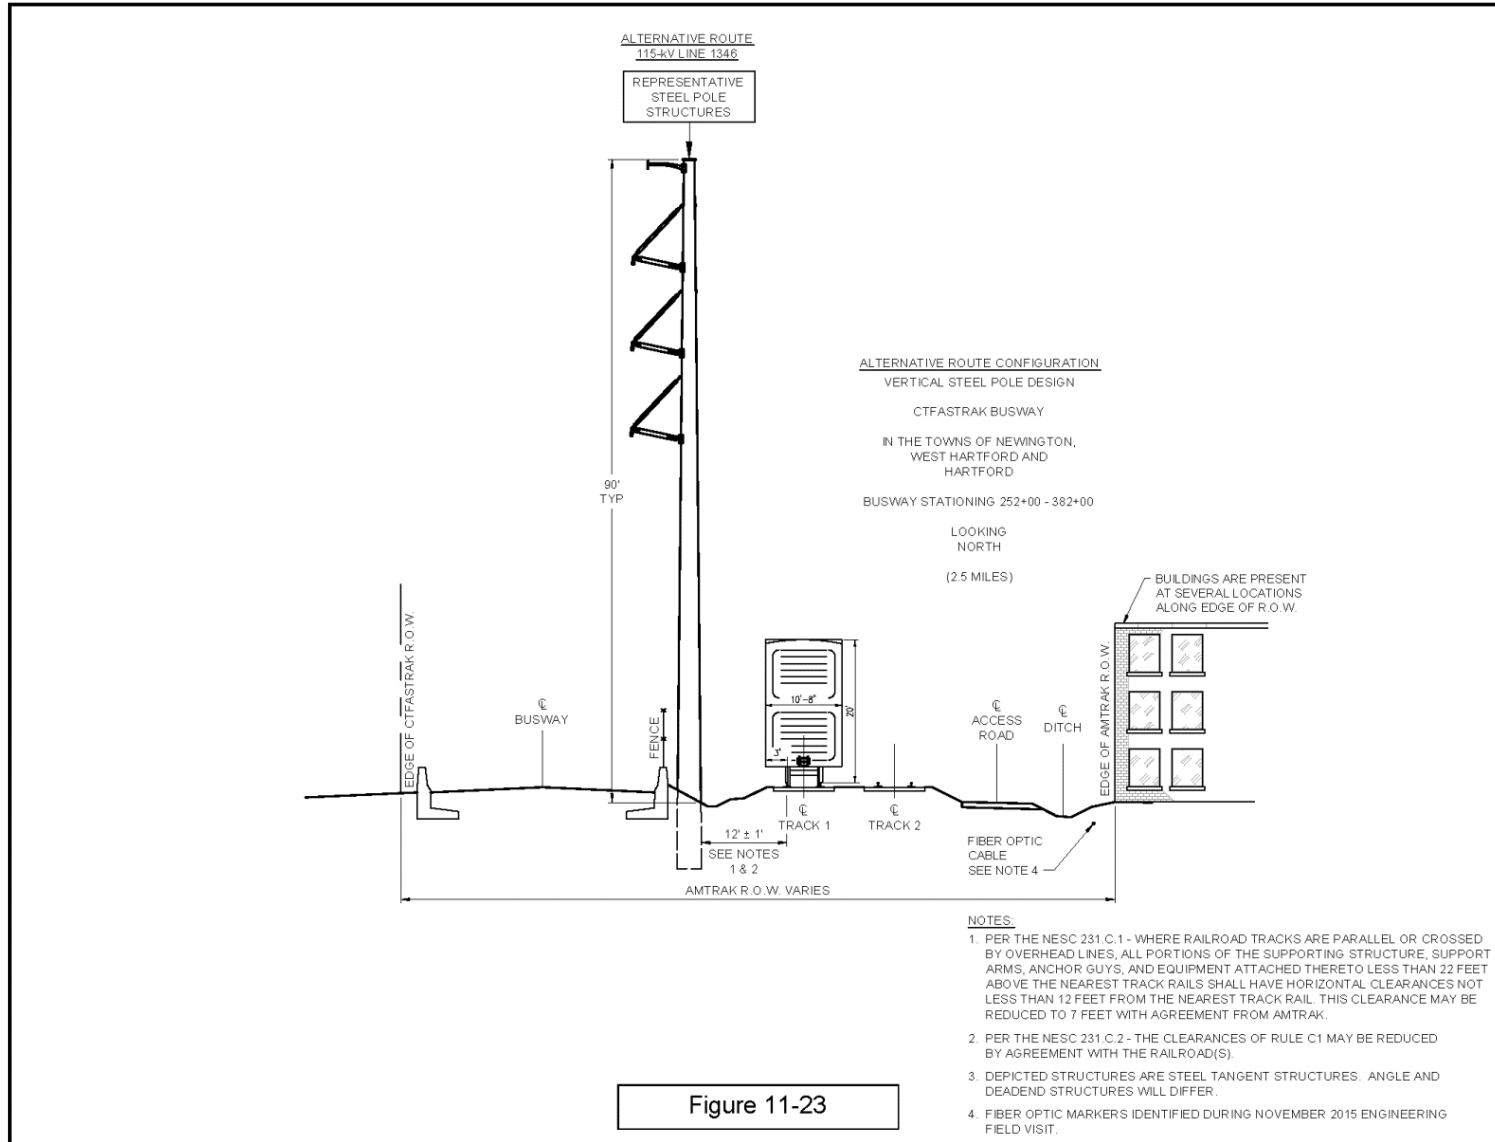 ALTERNATIVE ROUTE
115-kV LINE 1346
REPRESENTATIVE
STEEL POLE
STRUCTURES
ALTERNATIVE ROUTE CONFIGURATION
VERTICAL STEEL POLE DESIGN
CTFASTRAK BUSWAY
IN THE TOWNS OF NEWINGTON,
WEST HARTFORD AND
HARTFORD
BUSWAY STATIONING 252+00 - 382+00
LOOKING
NORTH
(2.5 MILES)
90'
TYP
BUILDINGS ARE PRESENT
AT SEVERAL LOCATIONS
ALONG EDGE OF R.O.W.
EDGE OF CTFASTRAK R.O.W.
℄
BUSWAY
FENCE
10'-8"
20'
3'
℄
ACCESS
ROAD
℄
DITCH
EDGE OF AMTRAK R.O.W.
℄
TRACK 1
℄
TRACK 2
12' ± 1'
SEE NOTES
1 & 2
FIBER OPTIC
CABLE
SEE NOTE 4
AMTRAK R.O.W. VARIES
NOTES:
1. PER THE NESC 231.C.1 - WHERE RAILROAD TRACKS ARE PARALLEL OR CROSSED
BY OVERHEAD LINES, ALL PORTIONS OF THE SUPPORTING STRUCTURE, SUPPORT
ARMS, ANCHOR GUYS, AND EQUIPMENT ATTACHED THERETO LESS THAN 22 FEET
ABOVE THE NEAREST TRACK RAILS SHALL HAVE HORIZONTAL CLEARANCES NOT
LESS THAN 12 FEET FROM THE NEAREST TRACK RAIL. THIS CLEARANCE MAY BE
REDUCED TO 7 FEET WITH AGREEMENT FROM AMTRAK.
2. PER THE NESC 231.C.2 - THE CLEARANCES OF RULE C1 MAY BE REDUCED
BY AGREEMENT WITH THE RAILROAD(S).
3. DEPICTED STRUCTURES ARE STEEL TANGENT STRUCTURES. ANGLE AND
DEADEND STRUCTURES WILL DIFFER.
4. FIBER OPTIC MARKERS IDENTIFIED DURING NOVEMBER 2015 ENGINEERING
FIELD VISIT.
Figure 11-23